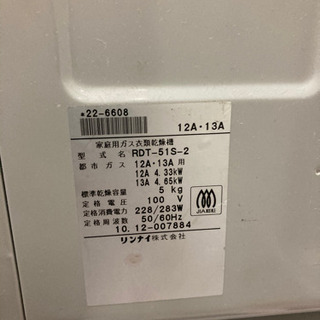 *22-6608
12A・13A
家庭用ガス衣類乾燥機
型式名 RDT-51S-2
都市ガス 12A・13A 用
12A 4.33kW
13A 4.65kW
標準乾燥容量 5 kg
定格電圧 100 V
定格消費電力 228/283W
定格周波数 50/60Hz
10.12-007884
リンナイ株式会社